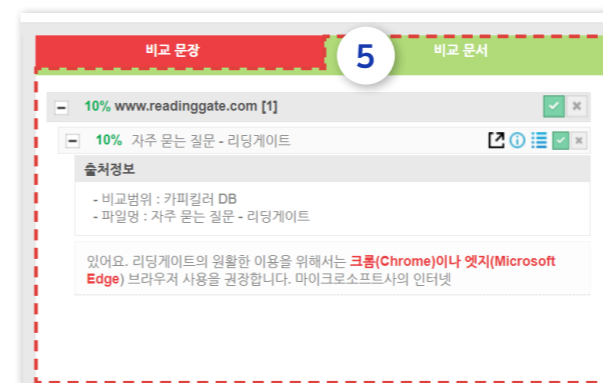 비교 문장
5
비교 문서
10% www.readinggate.com [1]
10% 자주 묻는 질문 - 리딩게이트
출처정보
- 비교범위 : 카피킬러 DB
- 파일명 : 자주 묻는 질문 - 리딩게이트
있어요. 리딩게이트의 원활한 이용을 위해서는 크롬(Chrome)이나 엣지(Microsoft
Edge) 브라우저 사용을 권장합니다. 마이크로소프트사의 인터넷